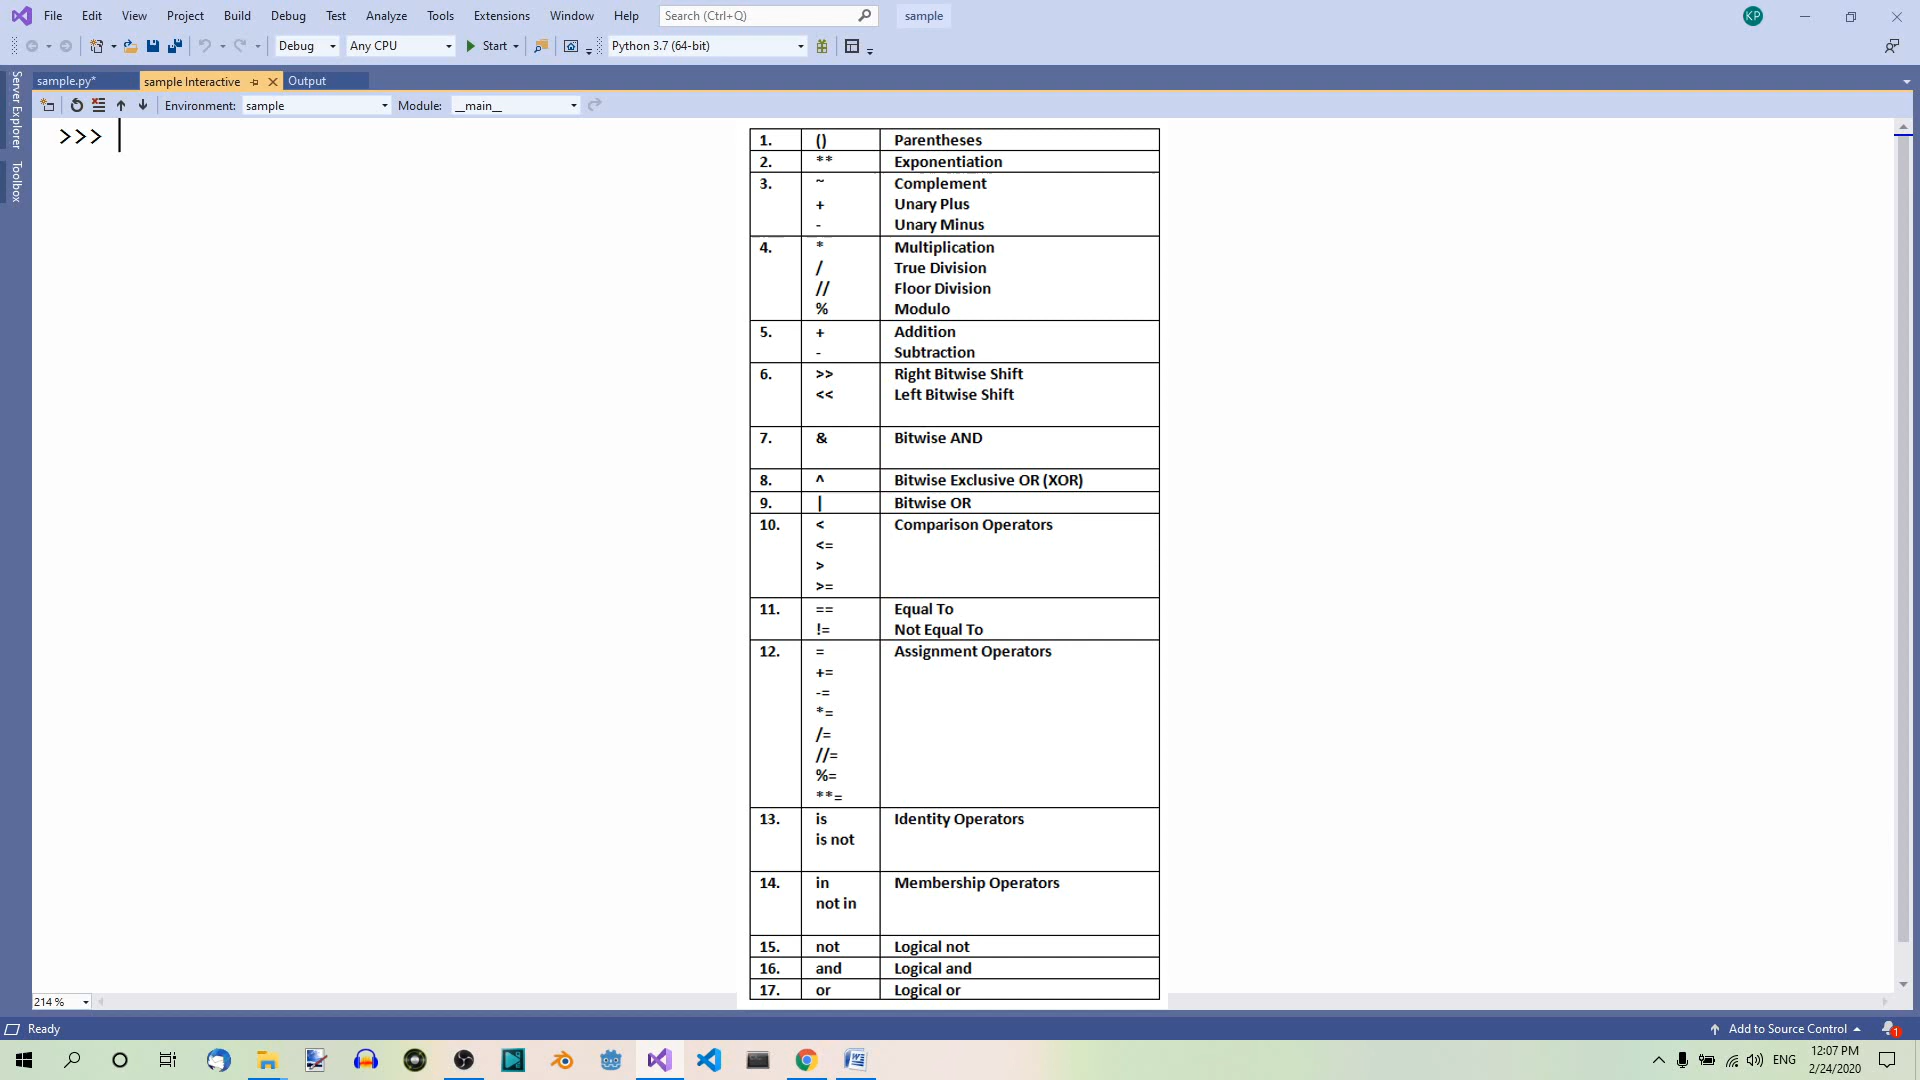 File Edit View Project Build Debug Test Analyze Tools Extensions Window Help Search (Ctrl+Q) sample KP
Debug Any CPU Start Python 3.7 (64-bit)
Server Explorer
Toolbox
sample.py* sample Interactive Output
Environment: sample Module: __main__
>>>
1. () Parentheses
2. ** Exponentiation
3. ~ Complement
+ Unary Plus
- Unary Minus
4. * Multiplication
/ True Division
// Floor Division
% Modulo
5. + Addition
- Subtraction
6. >> Right Bitwise Shift
<< Left Bitwise Shift
7. & Bitwise AND
8. ^ Bitwise Exclusive OR (XOR)
9. | Bitwise OR
10. < Comparison Operators
<=
>
>=
11. == Equal To
!= Not Equal To
12. = Assignment Operators
+=
-=
*=
/=
//=
%=
**=
13. is Identity Operators
is not
14. in Membership Operators
not in
15. not Logical not
16. and Logical and
17. or Logical or
214 %
Ready Add to Source Control 1
ENG 12:07 PM
2/24/2020